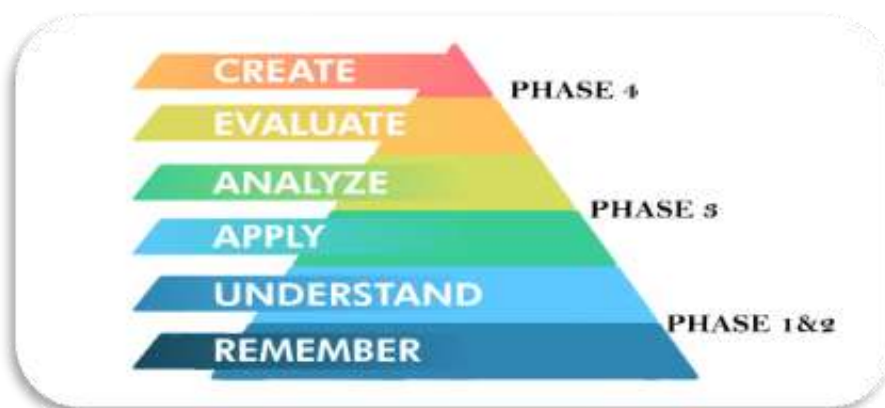 CREATE
PHASE 4
EVALUATE
ANALYZE
PHASE 3
APPLY
UNDERSTAND
PHASE 1&2
REMEMBER